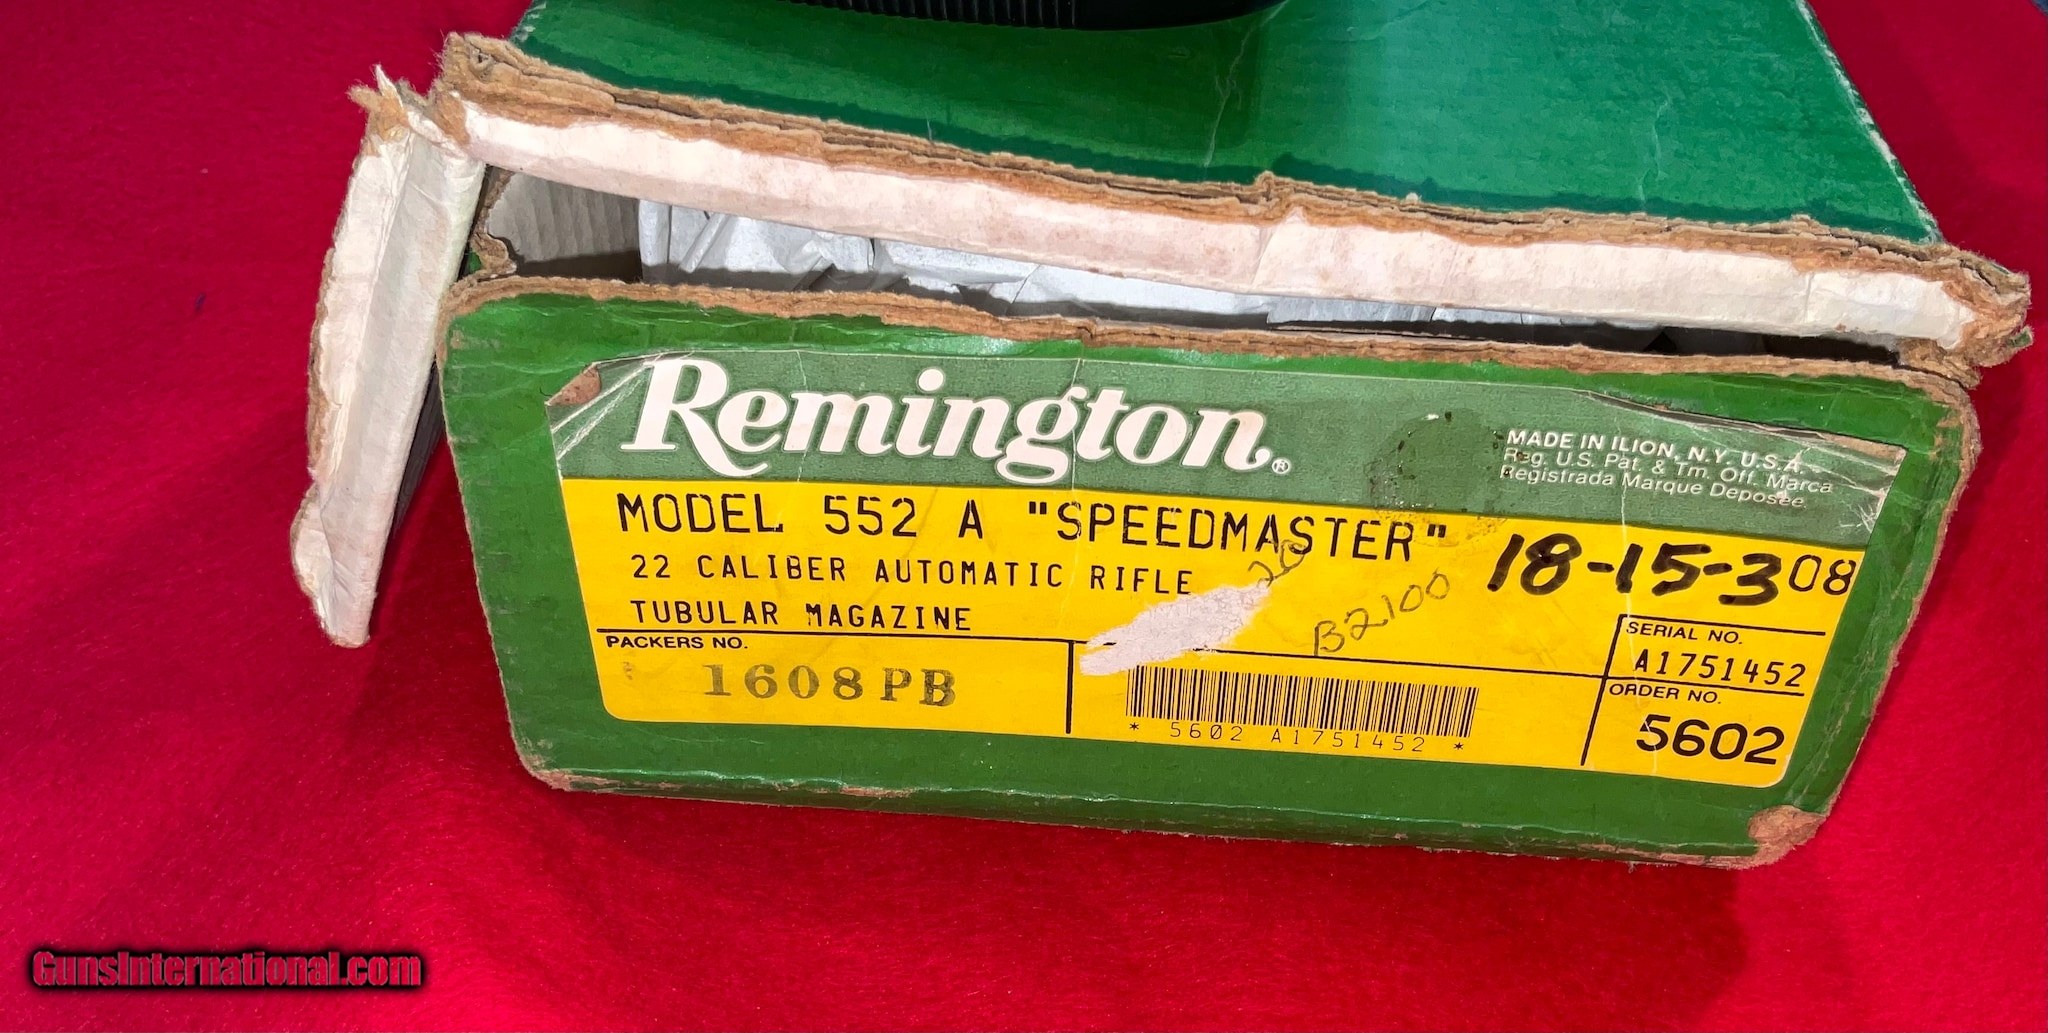 Remington®
MADE IN ILION, N.Y. U.S.A.
Reg. U.S. Pat. & Tm. Off. Marca
Registrada Marque Deposee.
MODEL 552 A "SPEEDMASTER"
18-15-308
22 CALIBER AUTOMATIC RIFLE
20
B2100
TUBULAR MAGAZINE
PACKERS NO.
1608PB
* 5602 A1751452 *
SERIAL NO.
A1751452
ORDER NO.
5602
GunsInternational.com